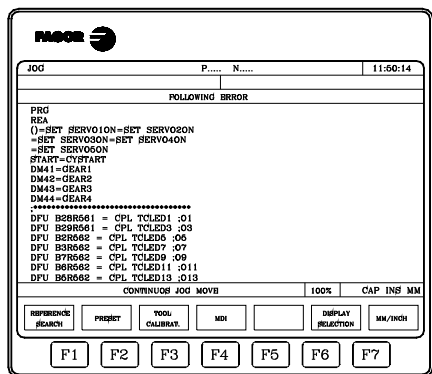 FAGOR
JOG P..... N..... 11:50:14
FOLLOWING ERROR
PRG
REA
()=SET SERVO1ON=SET SERVO2ON
=SET SERVO3ON=SET SERVO4ON
=SET SERVO5ON
START=CYSTART
DM41=GEAR1
DM42=GEAR2
DM43=GEAR3
DM44=GEAR4
;************************************
DFU B28R561 = CPL TCLED1 ;01
DFU B29R561 = CPL TCLED3 ;03
DFU B2R562 = CPL TCLED5 ;05
DFU B3R562 = CPL TCLED7 ;07
DFU B7R562 = CPL TCLED9 ;09
DFU B6R562 = CPL TCLED11 ;011
DFU B5R562 = CPL TCLED13 ;013
CONTINUOS JOG MOVE 100% CAP INS MM
REFERENCE SEARCH PRESET TOOL CALIBRAT. MDI DISPLAY SELECTION MM/INCH
F1 F2 F3 F4 F5 F6 F7